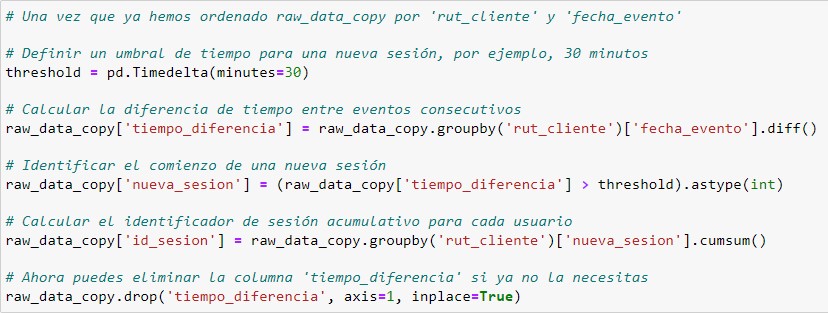 # Una vez que ya hemos ordenado raw_data_copy por 'rut_cliente' y 'fecha_evento'
# Definir un umbral de tiempo para una nueva sesión, por ejemplo, 30 minutos
threshold = pd.Timedelta(minutes=30)
# Calcular la diferencia de tiempo entre eventos consecutivos
raw_data_copy['tiempo_diferencia'] = raw_data_copy.groupby('rut_cliente')['fecha_evento'].diff()
# Identificar el comienzo de una nueva sesión
raw_data_copy['nueva_sesion'] = (raw_data_copy['tiempo_diferencia'] > threshold).astype(int)
# Calcular el identificador de sesión acumulativo para cada usuario
raw_data_copy['id_sesion'] = raw_data_copy.groupby('rut_cliente')['nueva_sesion'].cumsum()
# Ahora puedes eliminar la columna 'tiempo_diferencia' si ya no la necesitas
raw_data_copy.drop('tiempo_diferencia', axis=1, inplace=True)